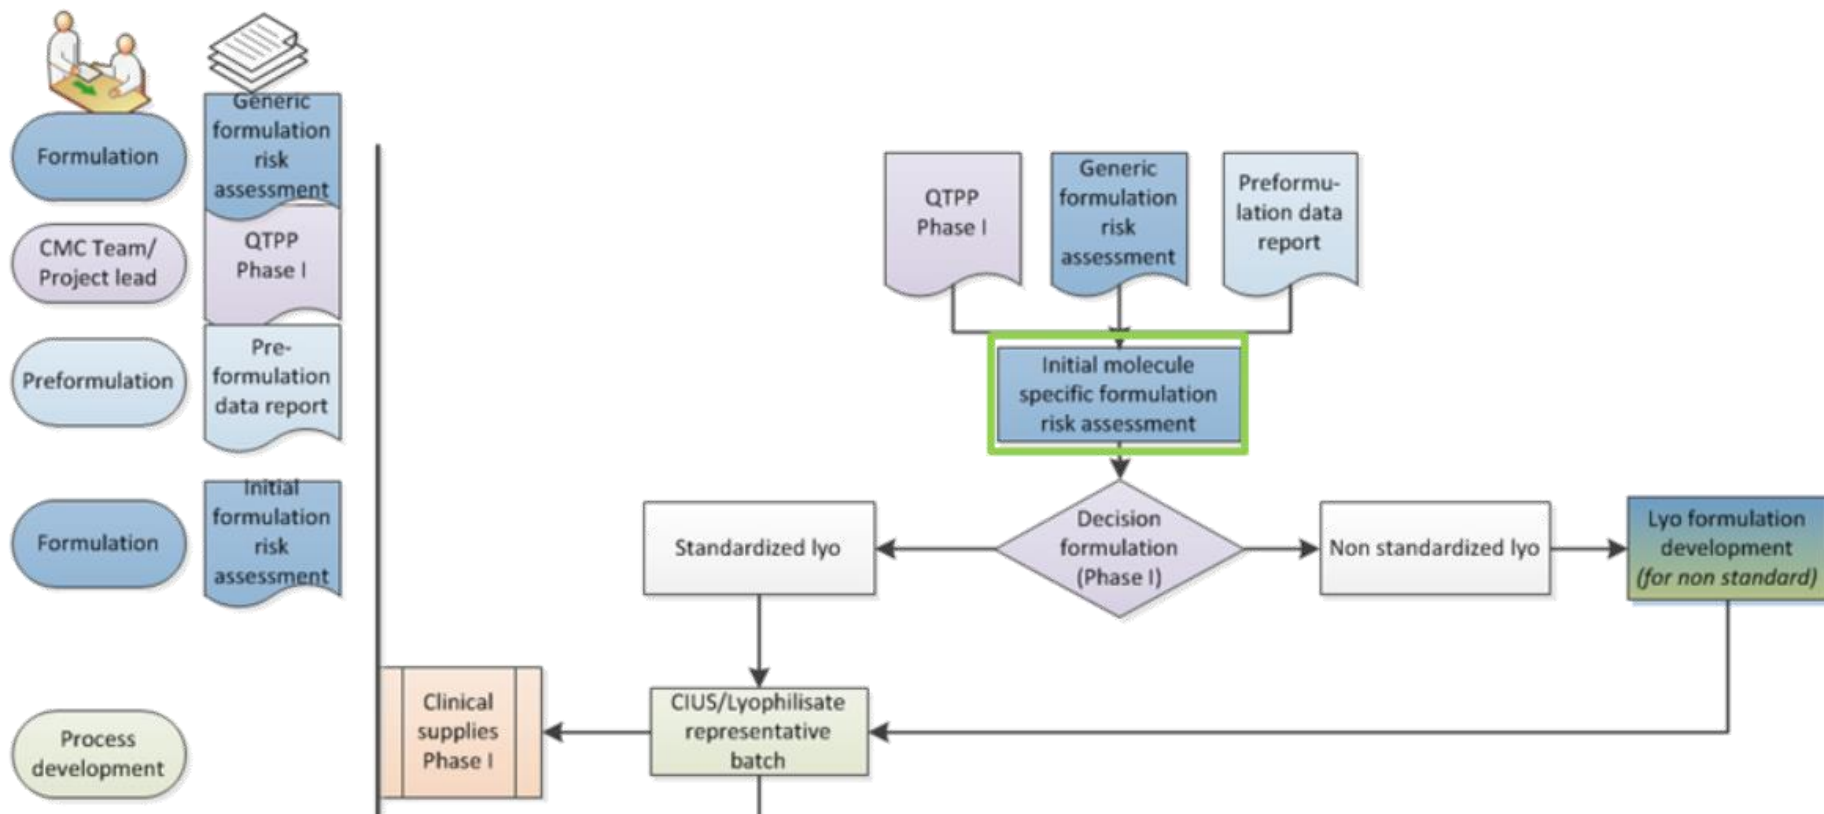 Formulation
Generic
formulation
risk
assessment
CMC Team/
Project lead
QTPP
Phase I
Preformulation
Pre-
formulation
data report
Formulation
Initial
formulation
risk
assessment
Process
development
QTPP
Phase I
Generic
formulation
risk
assessment
Preformu-
lation data
report
Initial molecule
specific formulation
risk assessment
Standardized lyo
Decision
formulation
(Phase I)
Non standardized lyo
Lyo formulation
development
(for non standard)
Clinical
supplies
Phase I
CIUS/Lyophilisate
representative
batch